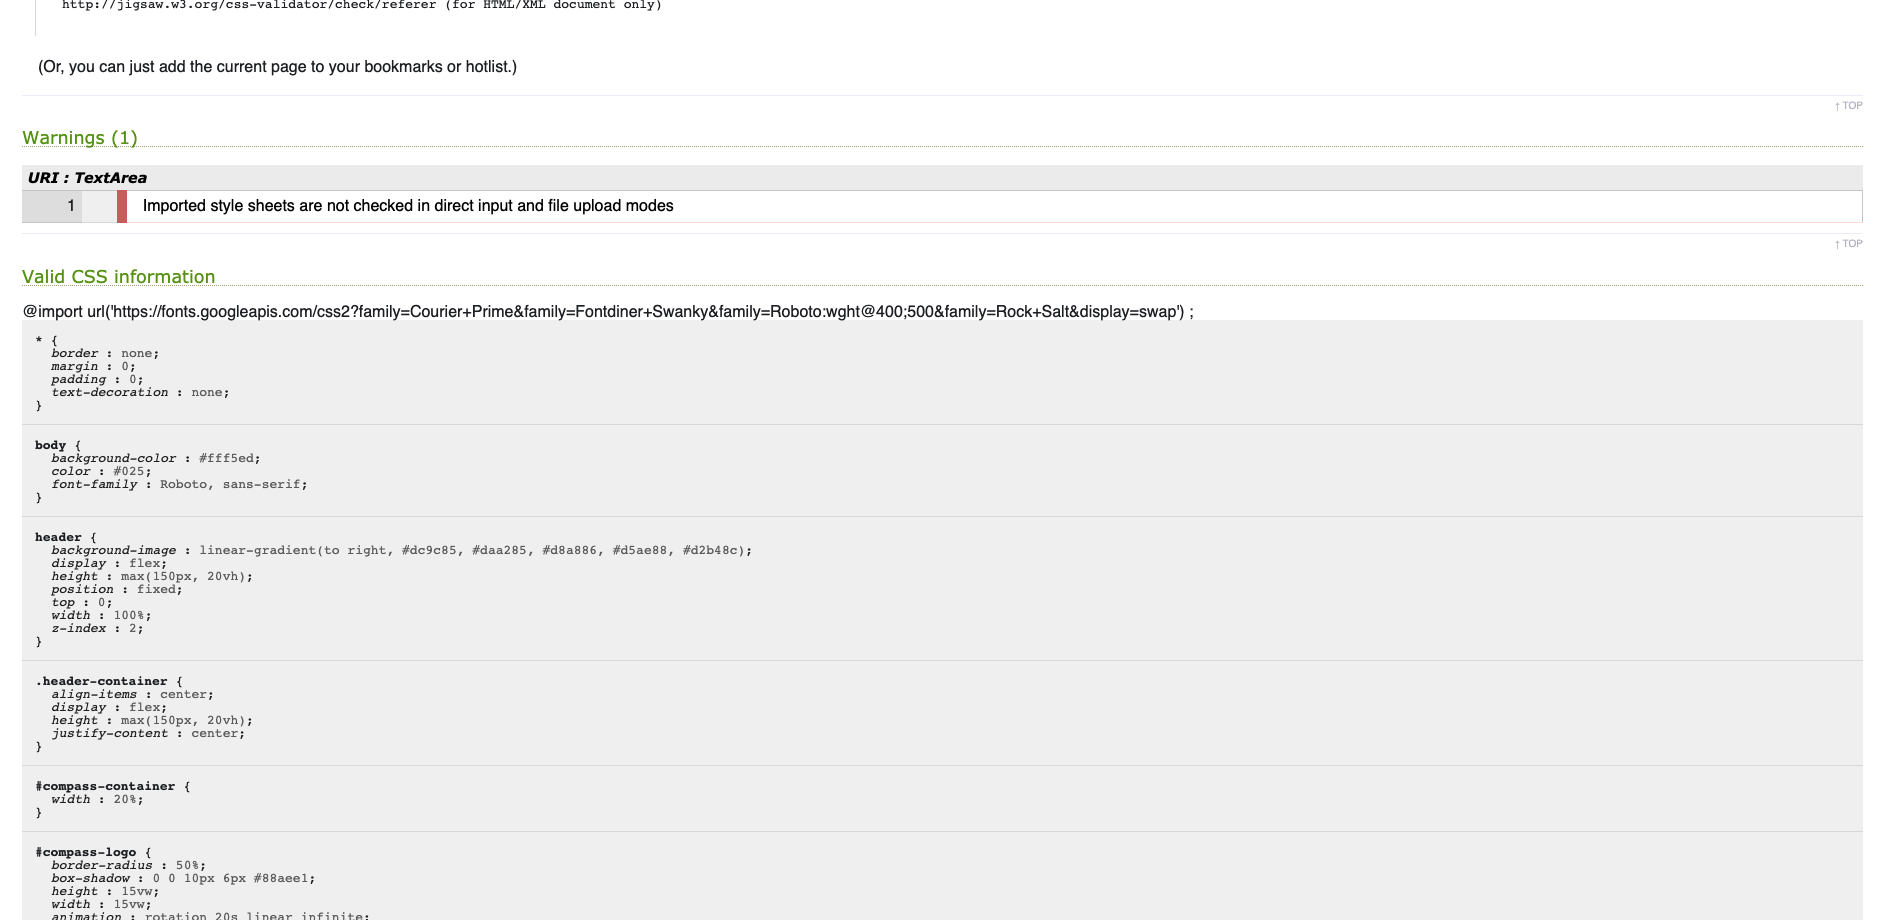 http://jigsaw.w3.org/css-validator/check/referer (for HTML/XML document only)
(Or, you can just add the current page to your bookmarks or hotlist.)
↑ TOP
Warnings (1)
URI : TextArea
1 Imported style sheets are not checked in direct input and file upload modes
↑ TOP
Valid CSS information
@import url('https://fonts.googleapis.com/css2?family=Courier+Prime&family=Fontdiner+Swanky&family=Roboto:wght@400;500&family=Rock+Salt&display=swap') ;
* {
border : none;
margin : 0;
padding : 0;
text-decoration : none;
}
body {
background-color : #fff5ed;
color : #025;
font-family : Roboto, sans-serif;
}
header {
background-image : linear-gradient(to right, #dc9c85, #daa285, #d8a886, #d5ae88, #d2b48c);
display : flex;
height : max(150px, 20vh);
position : fixed;
top : 0;
width : 100%;
z-index : 2;
}
.header-container {
align-items : center;
display : flex;
height : max(150px, 20vh);
justify-content : center;
}
#compass-container {
width : 20%;
}
#compass-logo {
border-radius : 50%;
box-shadow : 0 0 10px 6px #88aee1;
height : 15vw;
width : 15vw;
animation : rotation 20s linear infinite;